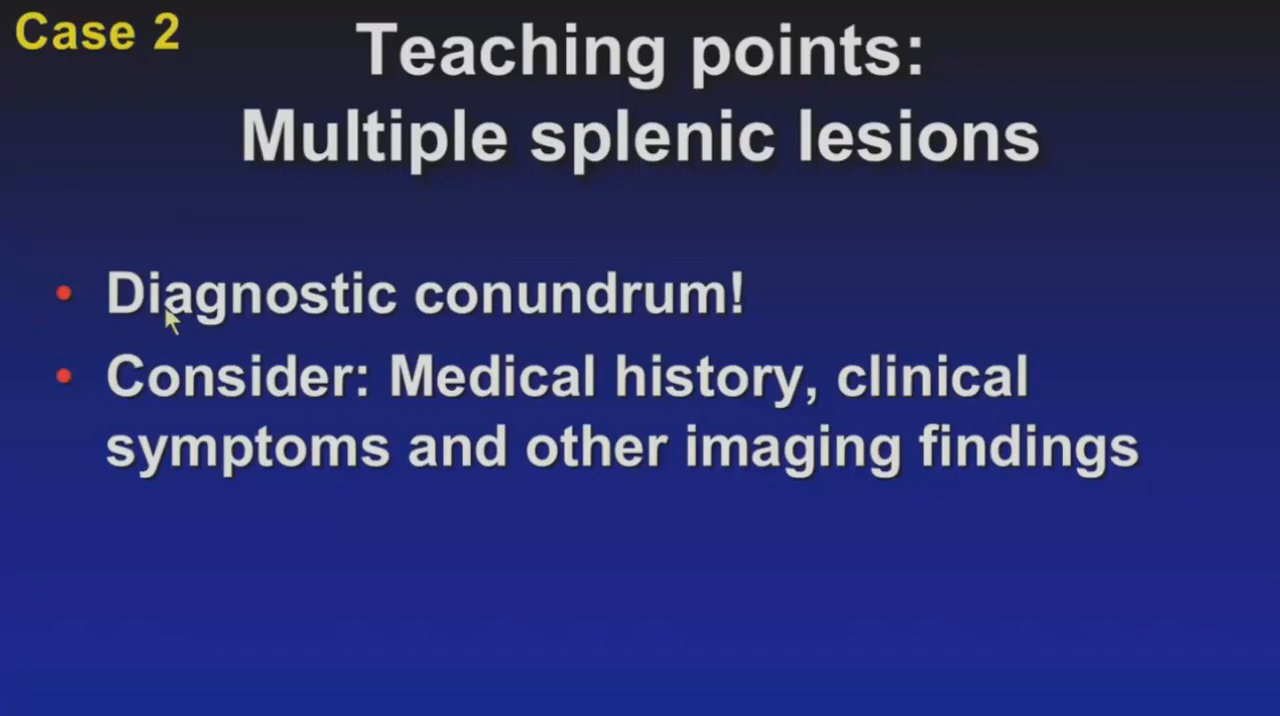 Case 2
Teaching points:
Multiple splenic lesions
• Diagnostic conundrum!
• Consider: Medical history, clinical
symptoms and other imaging findings